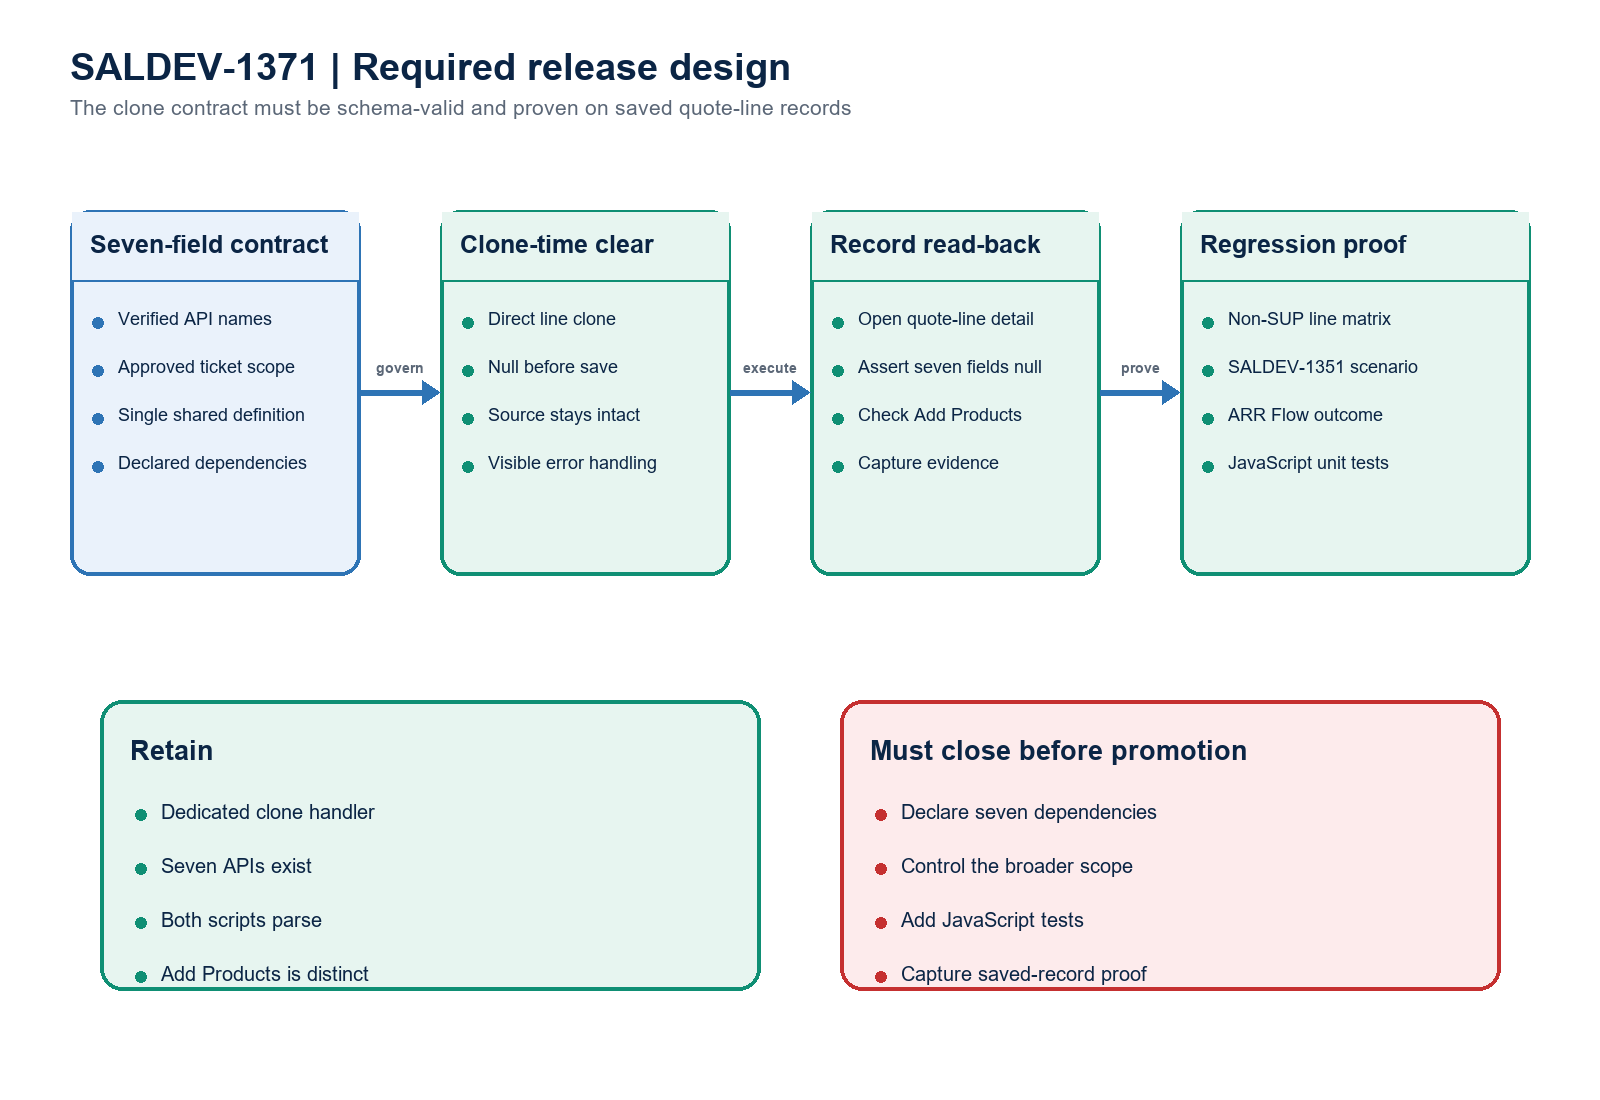 SALDEV-1371 | Required release design
The clone contract must be schema-valid and proven on saved quote-line records
Seven-field contract
Verified API names
Approved ticket scope
Single shared definition
Declared dependencies
govern
Clone-time clear
Direct line clone
Null before save
Source stays intact
Visible error handling
execute
Record read-back
Open quote-line detail
Assert seven fields null
Check Add Products
Capture evidence
prove
Regression proof
Non-SUP line matrix
SALDEV-1351 scenario
ARR Flow outcome
JavaScript unit tests
Retain
Dedicated clone handler
Seven APIs exist
Both scripts parse
Add Products is distinct
Must close before promotion
Declare seven dependencies
Control the broader scope
Add JavaScript tests
Capture saved-record proof